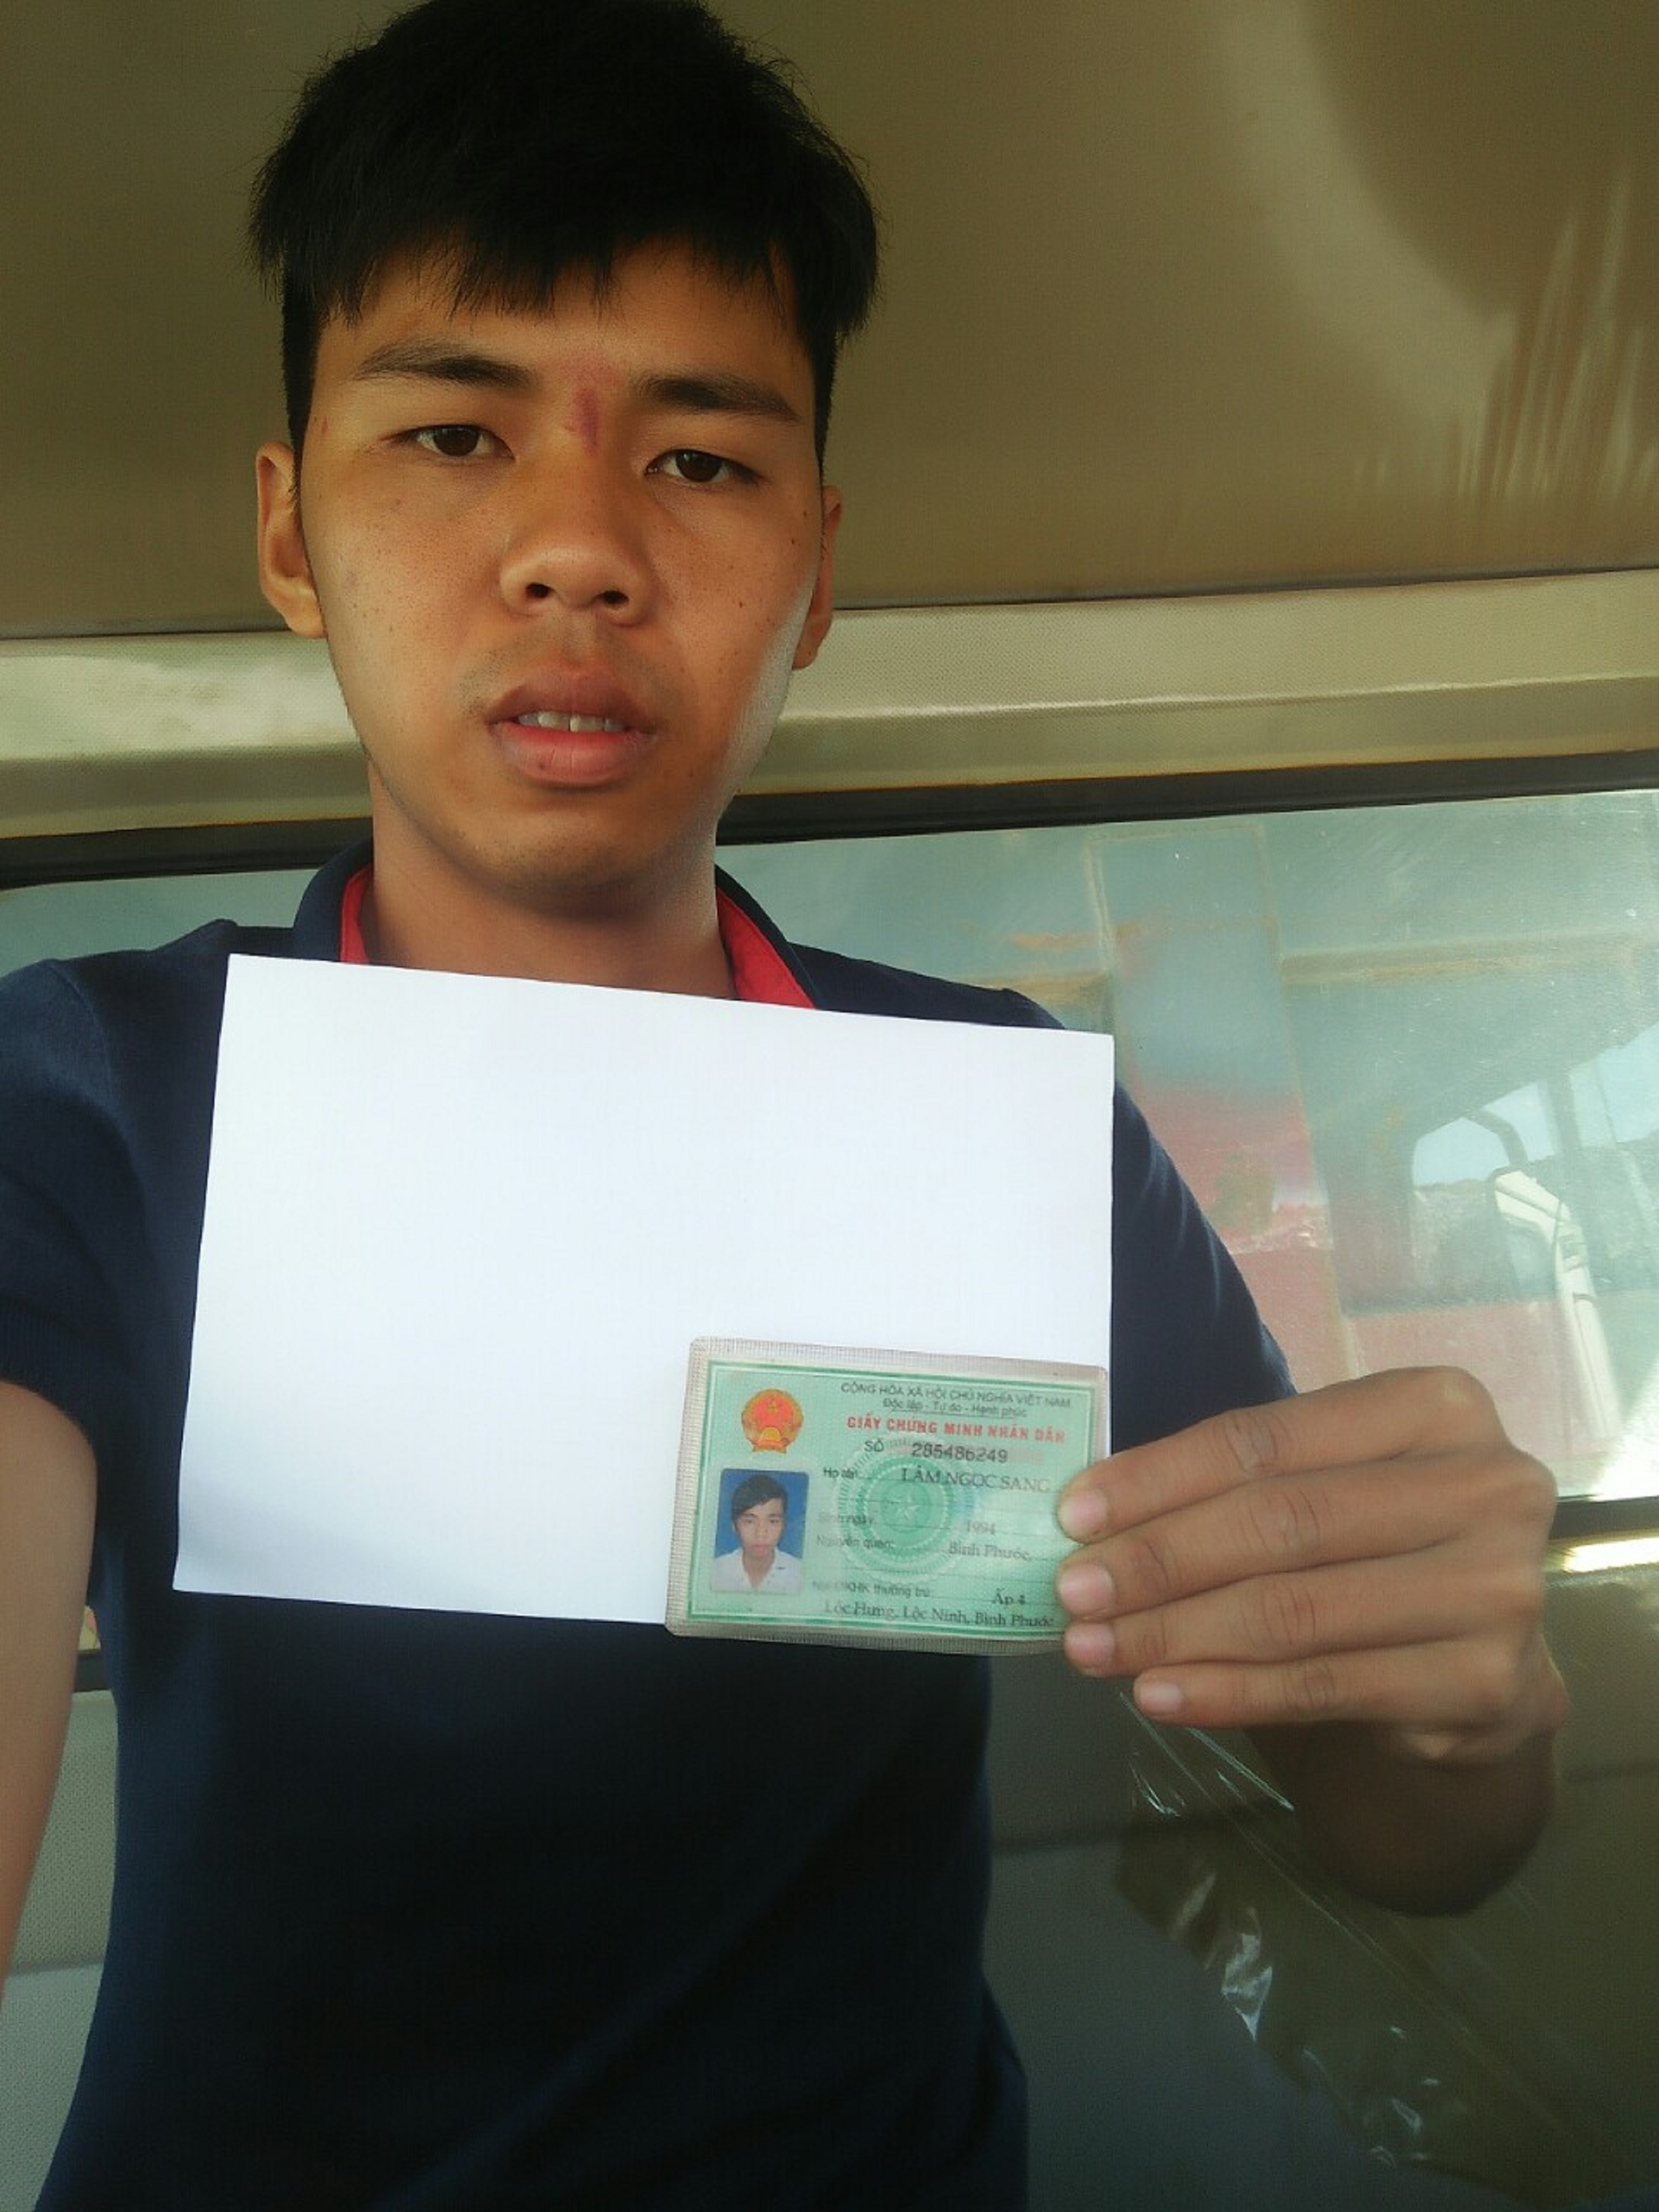 CỘNG HÒA XÃ HỘI CHỦ NGHĨA VIỆT NAM
Độc lập - Tự do - Hạnh phúc
GIẤY CHỨNG MINH NHÂN DÂN
SỐ 285486249
Họ tên LÂM NGỌC SANG
Sinh ngày 1994
Nguyên quán Bình Phước
Nơi ĐKHK thường trú Ấp 4
Lộc Hưng, Lộc Ninh, Bình Phước